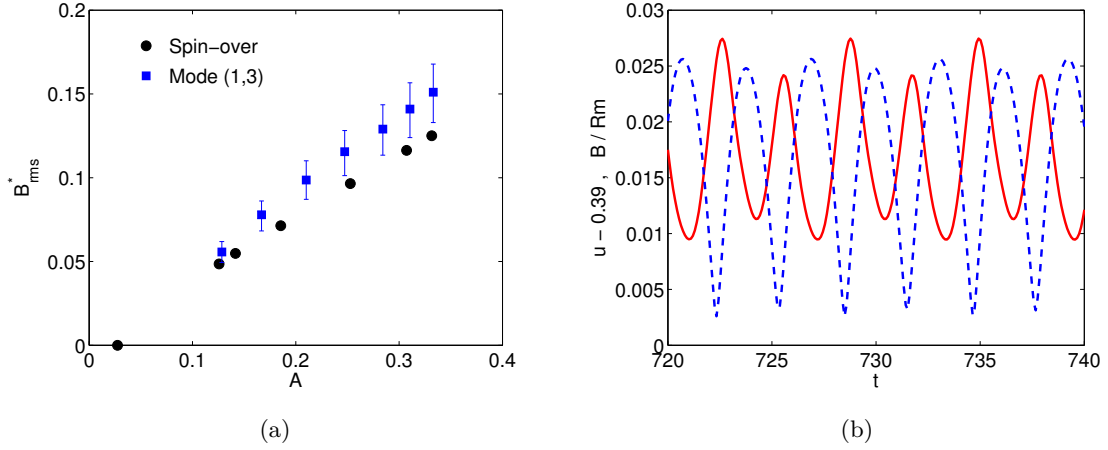 0.2
0.15
0.1
0.05
0
B*rms
Spin−over
Mode (1,3)
0 0.1 0.2 0.3 0.4
A
(a)
0.03
0.025
0.02
0.015
0.01
0.005
0
u − 0.39 , B / Rm
720 725 730 735 740
t
(b)